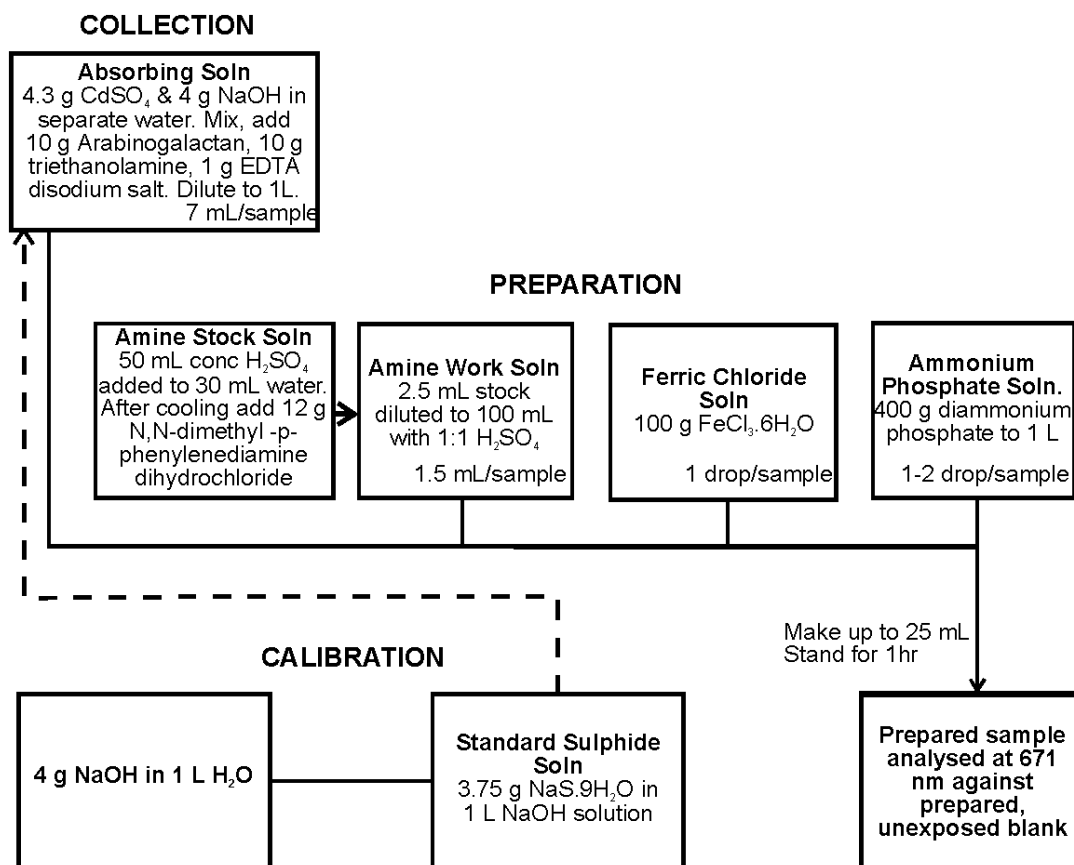 COLLECTION
Absorbing Soln
4.3 g CdSO₄ & 4 g NaOH in
separate water. Mix, add
10 g Arabinogalactan, 10 g
triethanolamine, 1 g EDTA
disodium salt. Dilute to 1L.
7 mL/sample
PREPARATION
Amine Stock Soln
50 mL conc H₂SO₄
added to 30 mL water.
After cooling add 12 g
N,N-dimethyl -p-
phenylenediamine
dihydrochloride
Amine Work Soln
2.5 mL stock
diluted to 100 mL
with 1:1 H₂SO₄
1.5 mL/sample
Ferric Chloride
Soln
100 g FeCl₃.6H₂O
1 drop/sample
Ammonium
Phosphate Soln.
400 g diammonium
phosphate to 1 L
1-2 drop/sample
Make up to 25 mL
Stand for 1hr
CALIBRATION
4 g NaOH in 1 L H₂O
Standard Sulphide
Soln
3.75 g NaS.9H₂O in
1 L NaOH solution
Prepared sample
analysed at 671
nm against
prepared,
unexposed blank